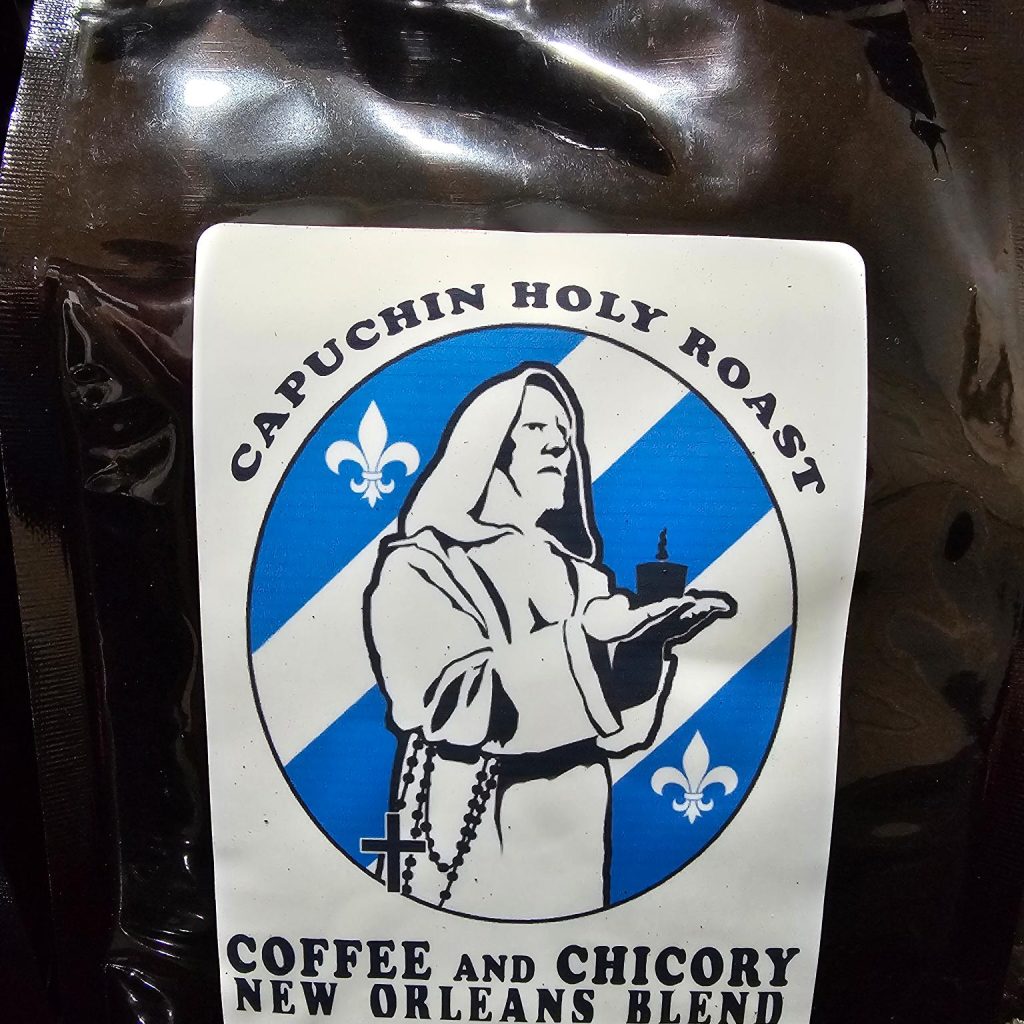 CAPUCHIN HOLY ROAST
COFFEE AND CHICORY
NEW ORLEANS BLEND